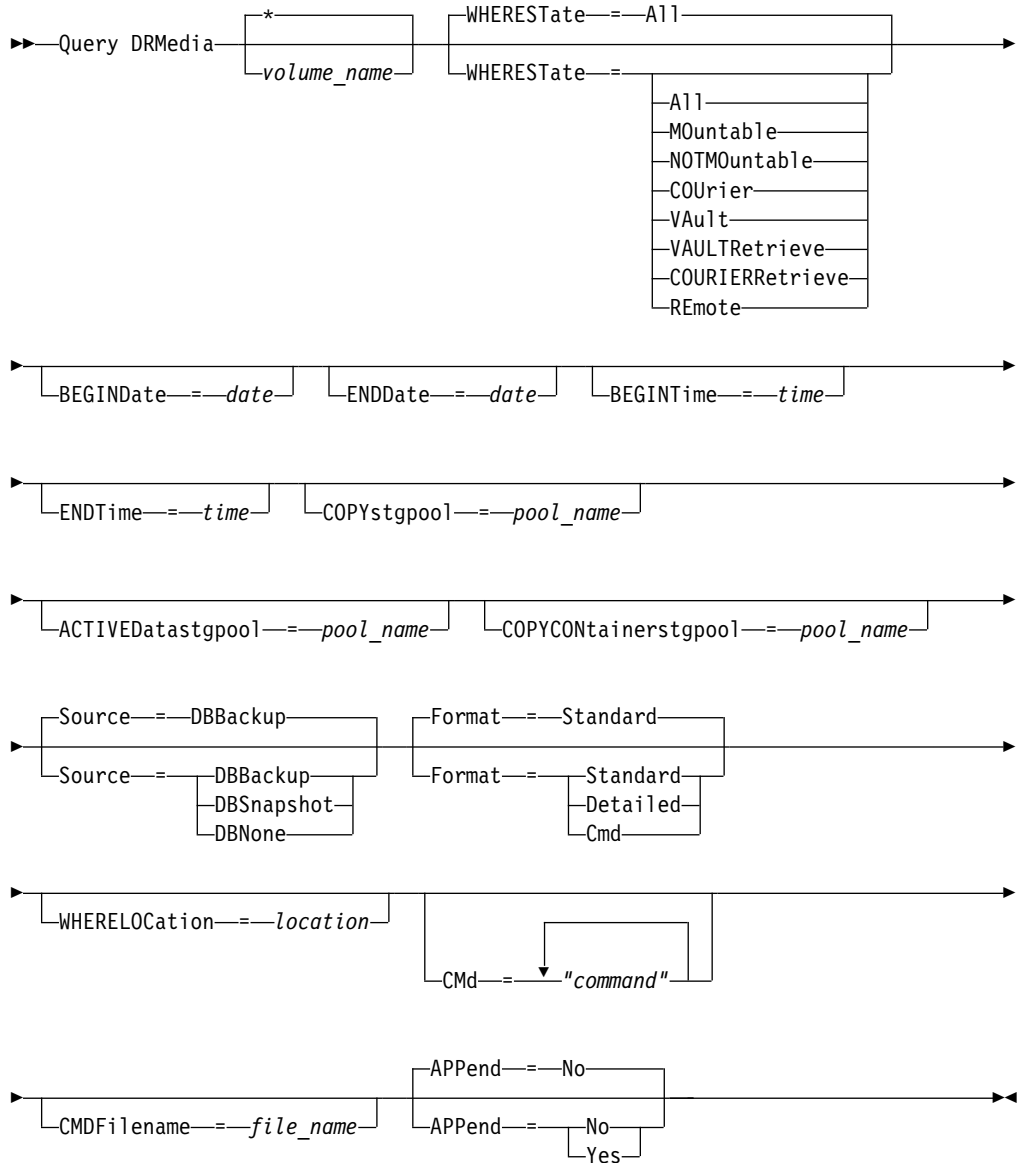 * WHEREState = All
Query DRMedia
volume_name WHEREState =
All
MOuntable
NOTMOuntable
COUrier
VAult
VAULTRetrieve
COURIERRetrieve
REmote
BEGINDate = date ENDDate = date BEGINTime = time
ENDTime = time COPYstgpool = pool_name
ACTIVEDatastgpool = pool_name COPYCONtainerstgpool = pool_name
Source = DBBackup Format = Standard
Source = DBBackup Format = Standard
DBSnapshot Detailed
DBNone Cmd
WHERELOCation = location
CMd = "command"
APPend = No
CMDFilename = file_name APPend = No
Yes